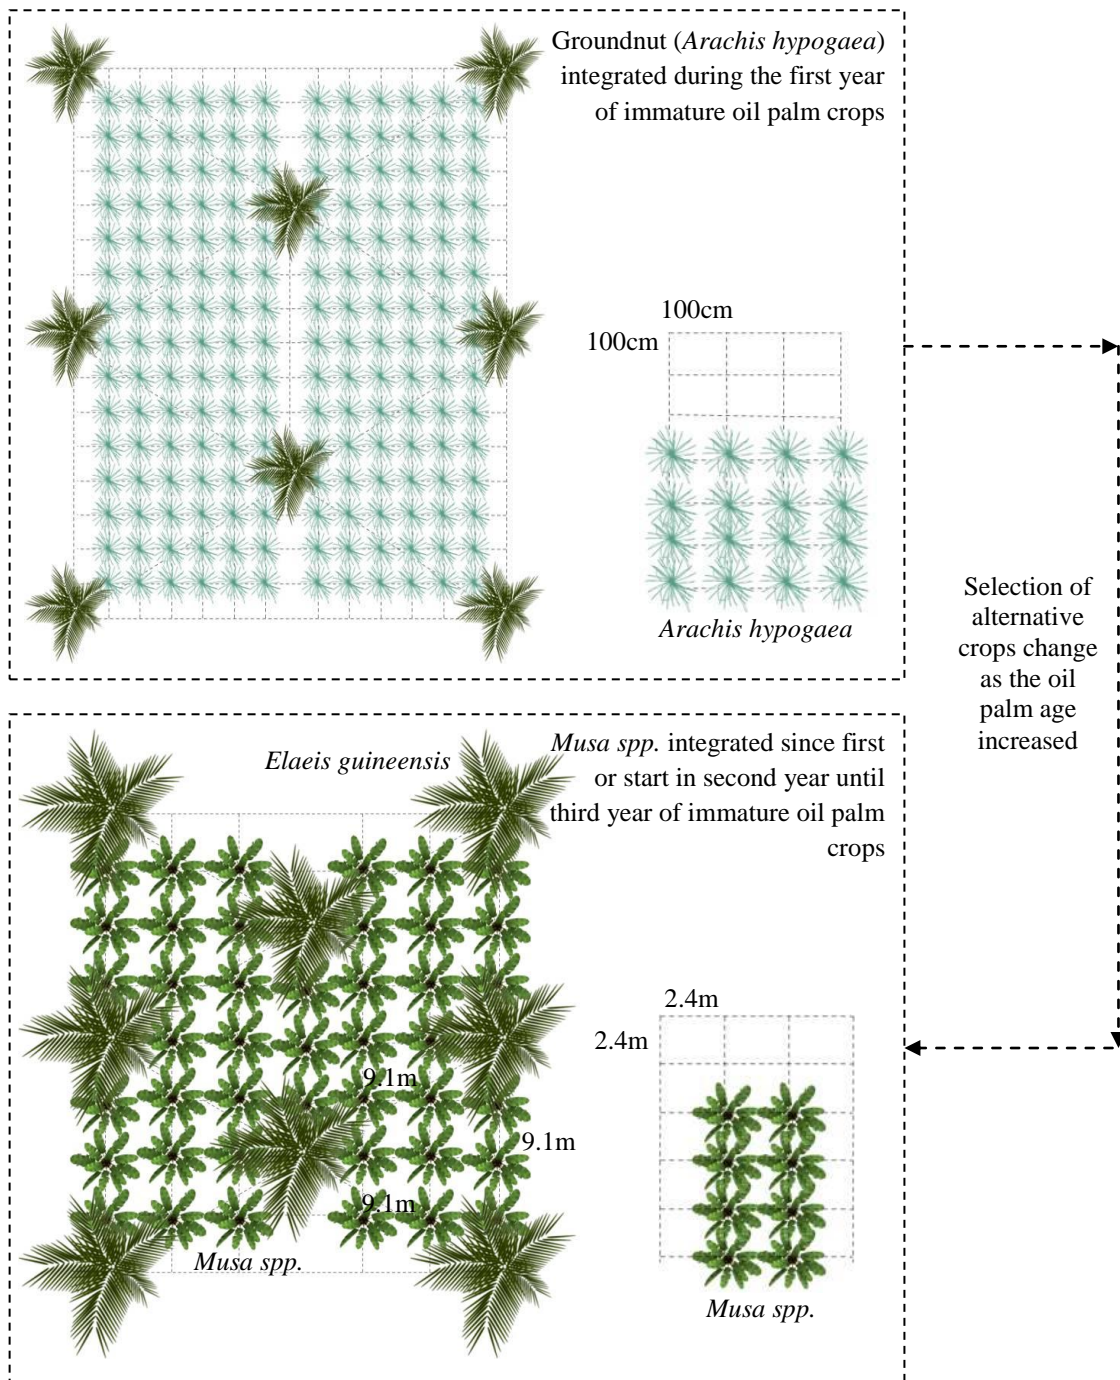 Groundnut (Arachis hypogaea)
integrated during the first year
of immature oil palm crops
100cm
100cm
Arachis hypogaea
Selection of
alternative
crops change
as the oil
palm age
increased
Elaeis guineensis
Musa spp. integrated since first
or start in second year until
third year of immature oil palm
crops
2.4m
2.4m
9.1m
9.1m
9.1m
Musa spp.
Musa spp.